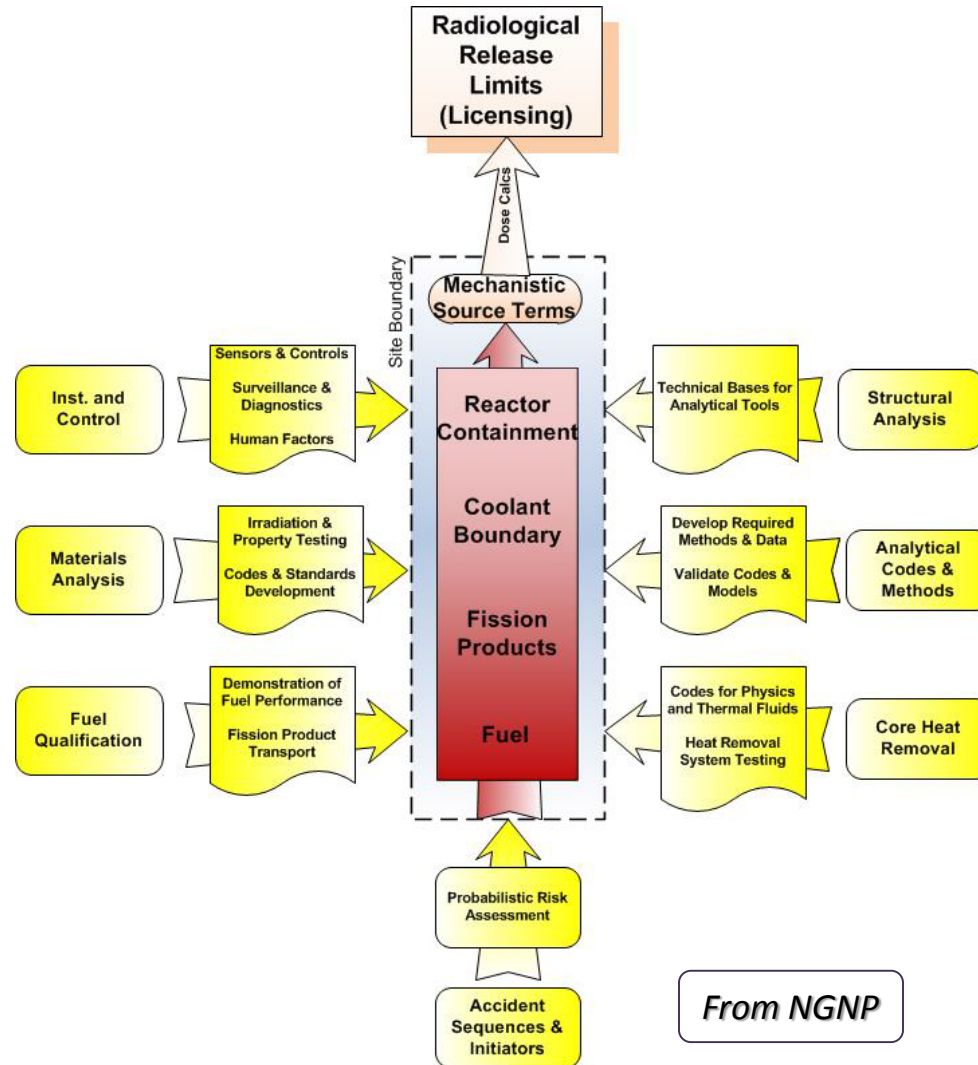 Radiological
Release
Limits
(Licensing)
Dose Calcs
Site Boundary
Mechanistic
Source Terms
Inst. and
Control
Sensors & Controls
Surveillance &
Diagnostics
Human Factors
Reactor
Containment
Technical Bases for
Analytical Tools
Structural
Analysis
Materials
Analysis
Irradiation &
Property Testing
Codes & Standards
Development
Coolant
Boundary
Develop Required
Methods & Data
Validate Codes &
Models
Analytical
Codes &
Methods
Fuel
Qualification
Demonstration of
Fuel Performance
Fission Product
Transport
Fission
Products
Fuel
Codes for Physics
and Thermal Fluids
Heat Removal
System Testing
Core Heat
Removal
Probabilistic Risk
Assessment
Accident
Sequences &
Initiators
From NGNP